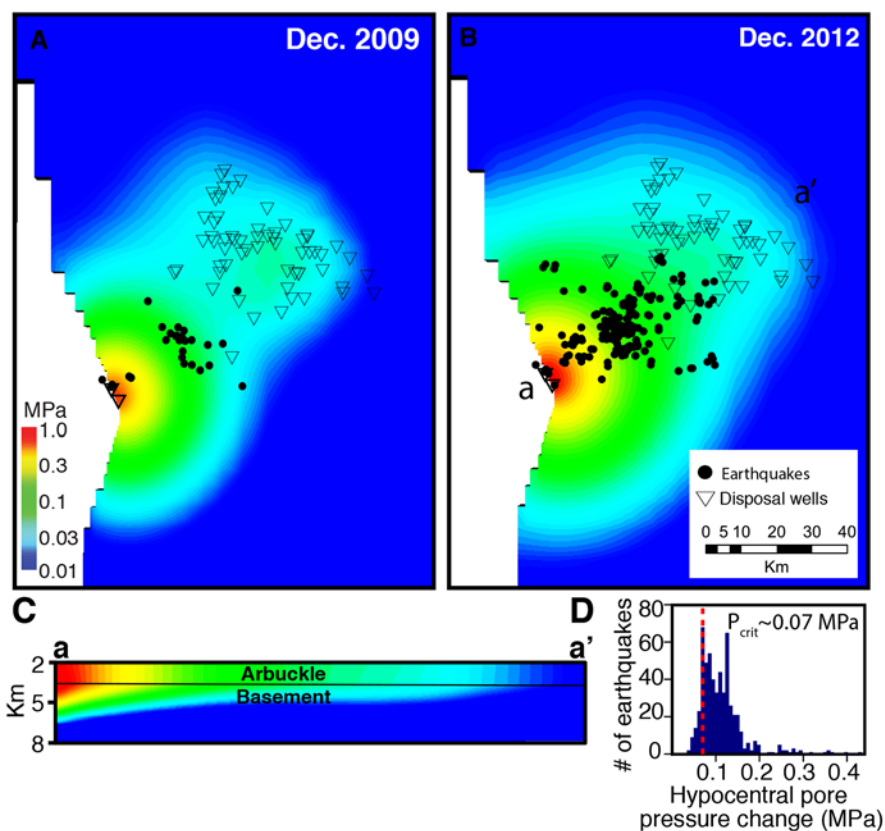 A
Dec. 2009
B
Dec. 2012
a'
a
MPa
1.0
0.3
0.1
0.03
0.01
Earthquakes
Disposal wells
0 5 10 20 30 40
Km
C
a
a'
2
Arbuckle
Basement
5
8
Km
D
80
60
40
20
0
P_crit~0.07 MPa
# of earthquakes
0.1 0.2 0.3 0.4
Hypocentral pore
pressure change (MPa)